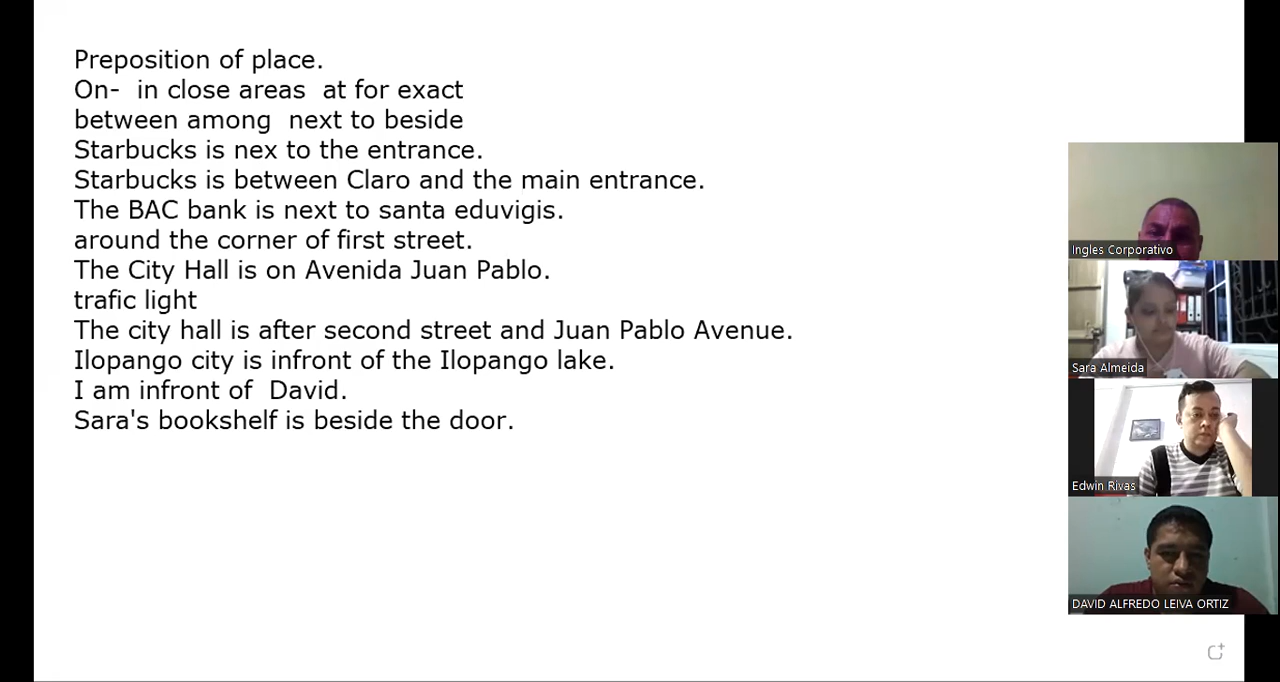 Preposition of place.
On-  in close areas  at for exact
between among  next to beside
Starbucks is nex to the entrance.
Starbucks is between Claro and the main entrance.
The BAC bank is next to santa eduvigis.
around the corner of first street.
The City Hall is on Avenida Juan Pablo.
trafic light
The city hall is after second street and Juan Pablo Avenue.
Ilopango city is infront of the Ilopango lake.
I am infront of  David.
Sara's bookshelf is beside the door.
Ingles Corporativo
Sara Almeida
Edwin Rivas
DAVID ALFREDO LEIVA ORTIZ